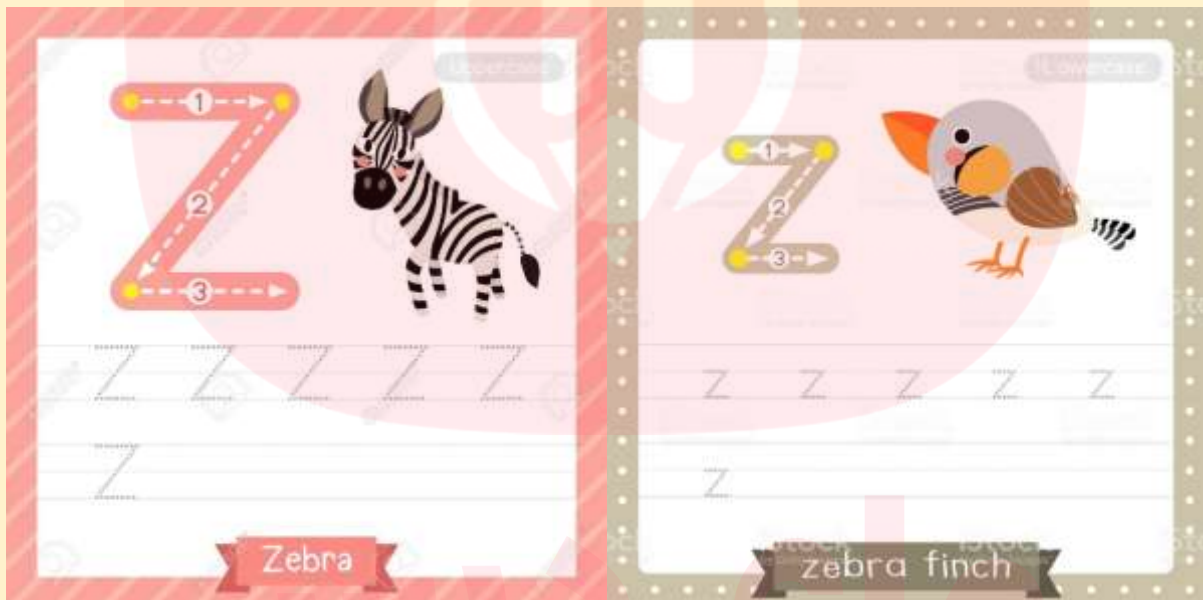 Uppercase
1
2
3
Z Z Z Z Z
Z
Zebra
Lowercase
1
2
3
z z z z z
z
zebra finch